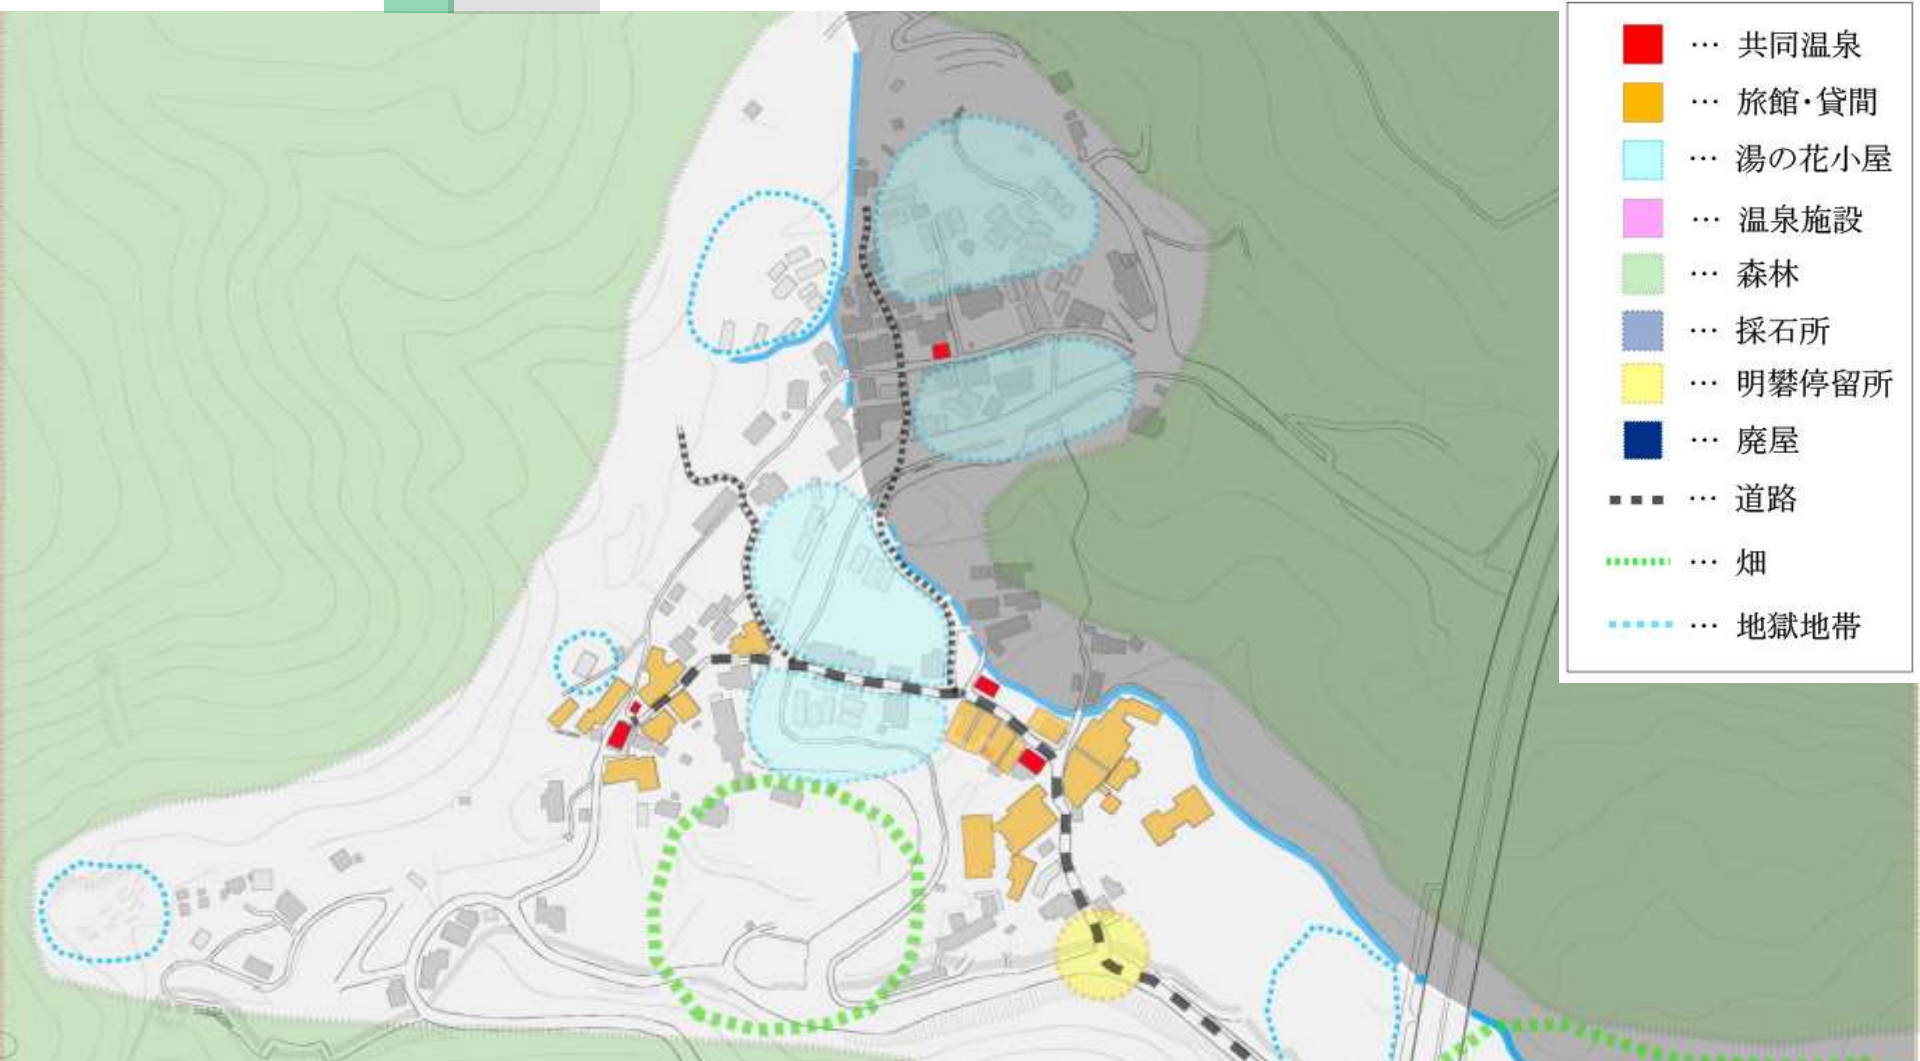 … 共同温泉
… 旅館・貸間
… 湯の花小屋
… 温泉施設
… 森林
… 採石所
… 明礬停留所
… 廃屋
… 道路
… 畑
… 地獄地帯